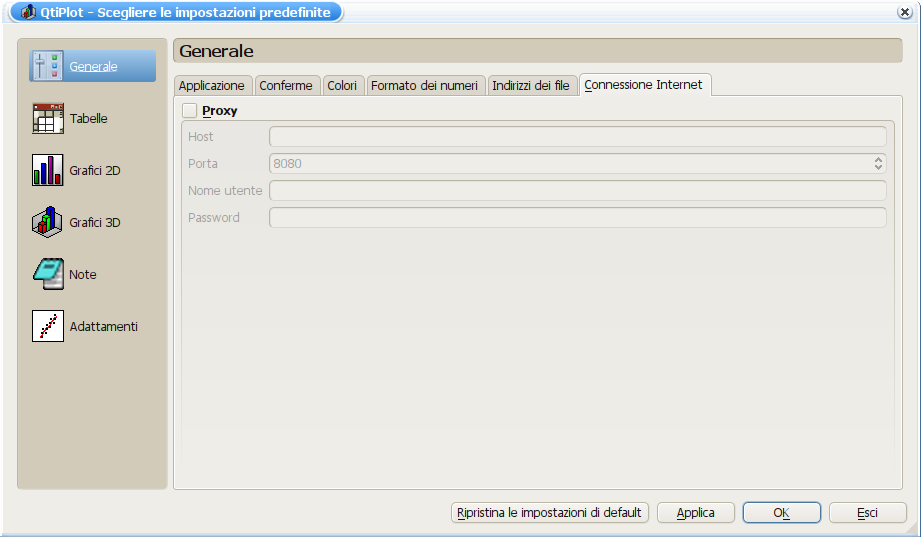 QtiPlot - Scegliere le impostazioni predefinite
Generale
Tabelle
Grafici 2D
Grafici 3D
Note
Adattamenti
Generale
Applicazione Conferme Colori Formato dei numeri Indirizzi dei file Connessione Internet
Proxy
Host
Porta 8080
Nome utente
Password
Ripristina le impostazioni di default Applica OK Esci